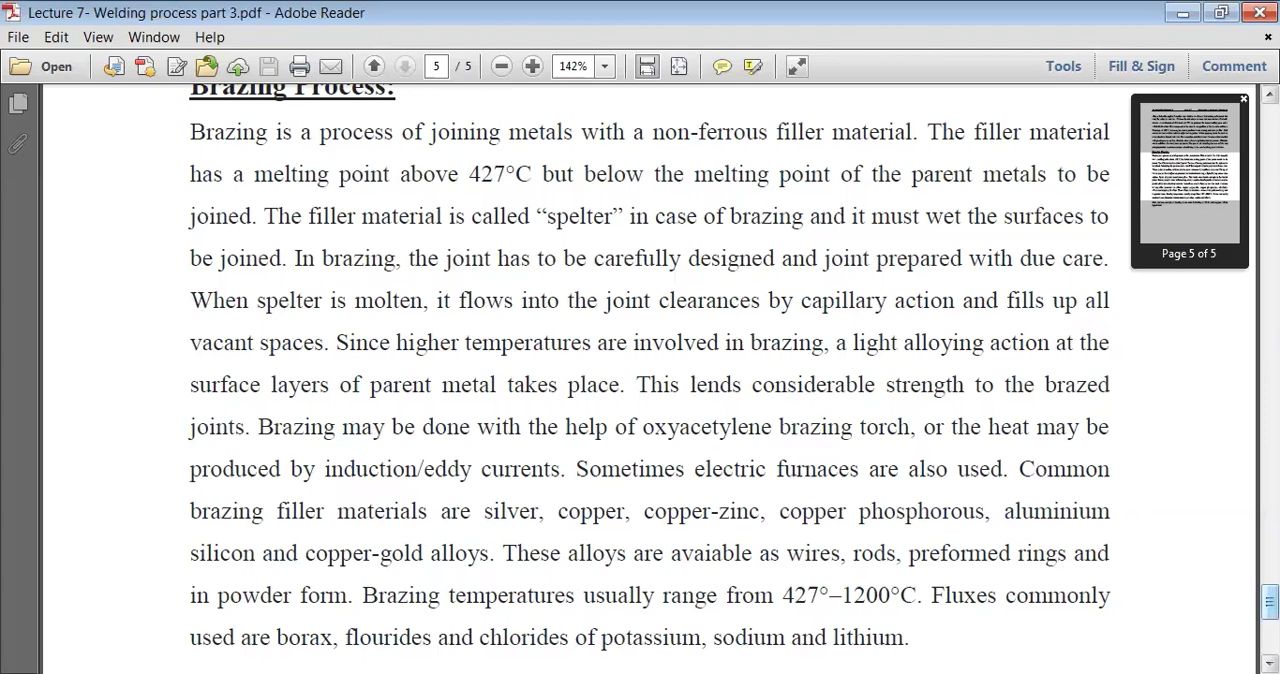 Lecture 7- Welding process part 3.pdf - Adobe Reader
File Edit View Window Help
Open 5 / 5 142% Tools Fill & Sign Comment
Brazing Process:
Brazing is a process of joining metals with a non-ferrous filler material. The filler material
has a melting point above 427°C but below the melting point of the parent metals to be
joined. The filler material is called “spelter” in case of brazing and it must wet the surfaces to
be joined. In brazing, the joint has to be carefully designed and joint prepared with due care.
When spelter is molten, it flows into the joint clearances by capillary action and fills up all
vacant spaces. Since higher temperatures are involved in brazing, a light alloying action at the
surface layers of parent metal takes place. This lends considerable strength to the brazed
joints. Brazing may be done with the help of oxyacetylene brazing torch, or the heat may be
produced by induction/eddy currents. Sometimes electric furnaces are also used. Common
brazing filler materials are silver, copper, copper-zinc, copper phosphorous, aluminium
silicon and copper-gold alloys. These alloys are avaiable as wires, rods, preformed rings and
in powder form. Brazing temperatures usually range from 427°–1200°C. Fluxes commonly
used are borax, flourides and chlorides of potassium, sodium and lithium.
Page 5 of 5